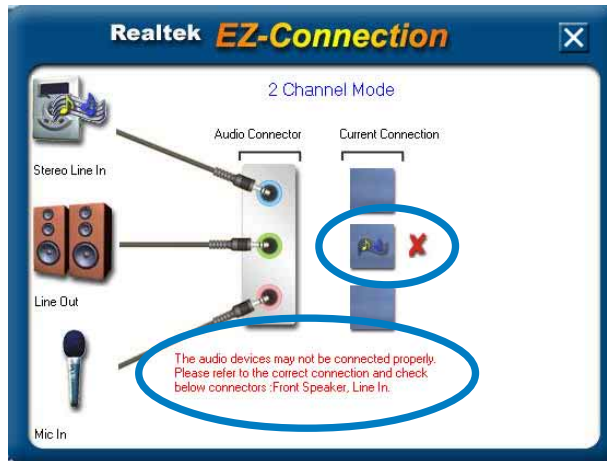 Realtek EZ-Connection
2 Channel Mode
Audio Connector Current Connection
Stereo Line In
Line Out
The audio devices may not be connected properly.
Please refer to the correct connection and check
below connectors :Front Speaker, Line In.
Mic In